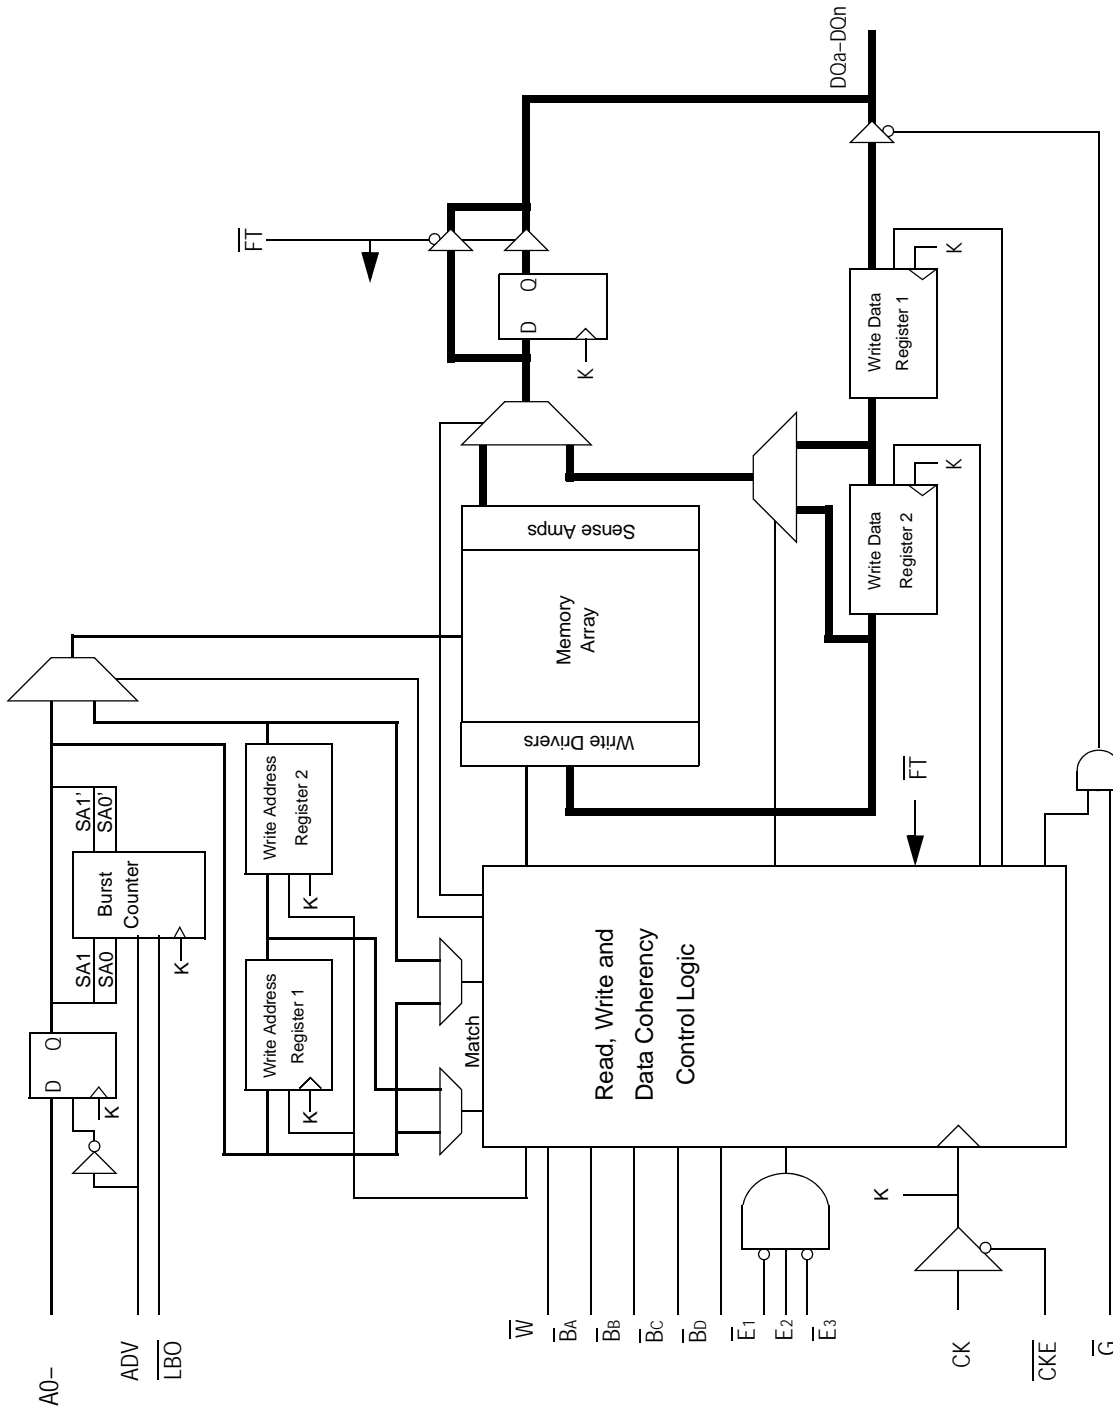 A0–
ADV
LBO
W
BA
BB
BC
BD
E1
E2
E3
CK
CKE
G
D Q
K
SA1
SA0
Burst
Counter
SA1'
SA0'
K
Write Address
Register 1
K
Write Address
Register 2
K
Match
Read, Write and
Data Coherency
Control Logic
K
FT
Write Drivers
Memory
Array
Sense Amps
Write Data
Register 2
K
Write Data
Register 1
K
D Q
K
FT
DQa–DQn